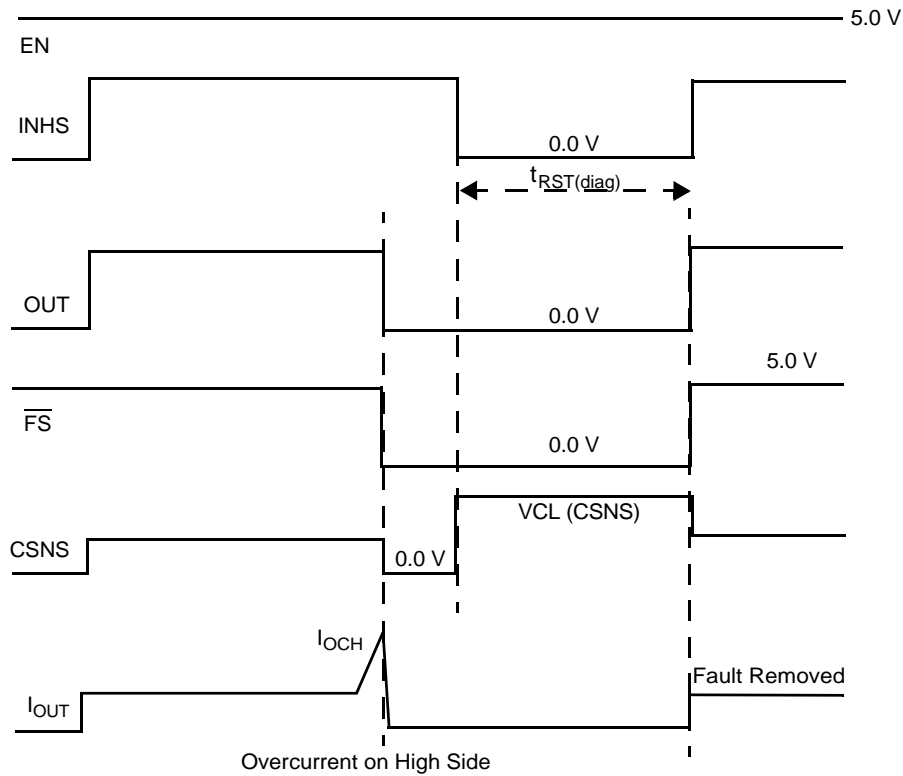 5.0 V
EN
INHS
0.0 V
tRST(diag)
OUT
0.0 V
5.0 V
FS
0.0 V
VCL (CSNS)
CSNS
0.0 V
IOCH
Fault Removed
IOUT
Overcurrent on High Side